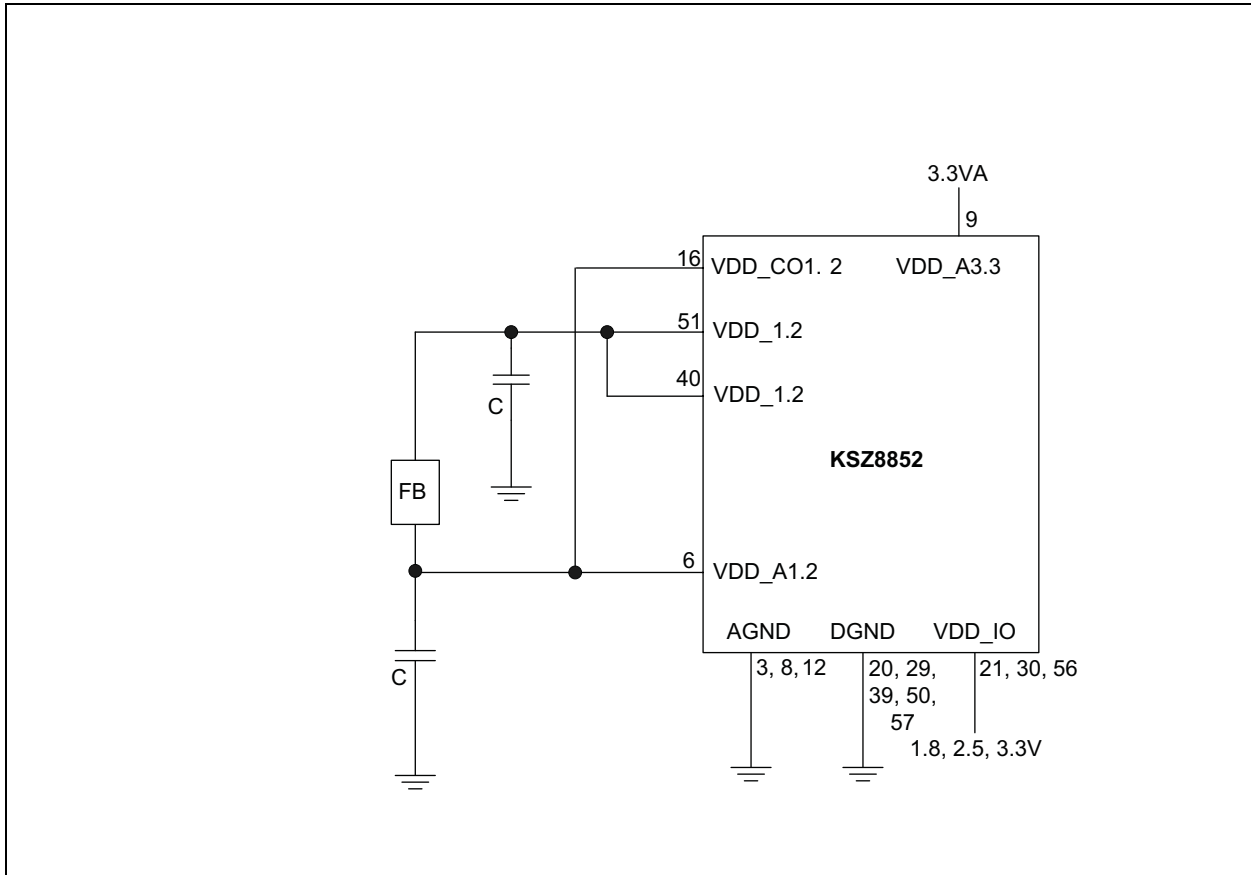 3.3VA
9
16
VDD_CO1. 2
VDD_A3.3
51
VDD_1.2
40
VDD_1.2
C
KSZ8852
FB
6
VDD_A1.2
AGND
DGND
VDD_IO
3, 8, 12
20, 29,
39, 50,
57
21, 30, 56
C
1.8, 2.5, 3.3V